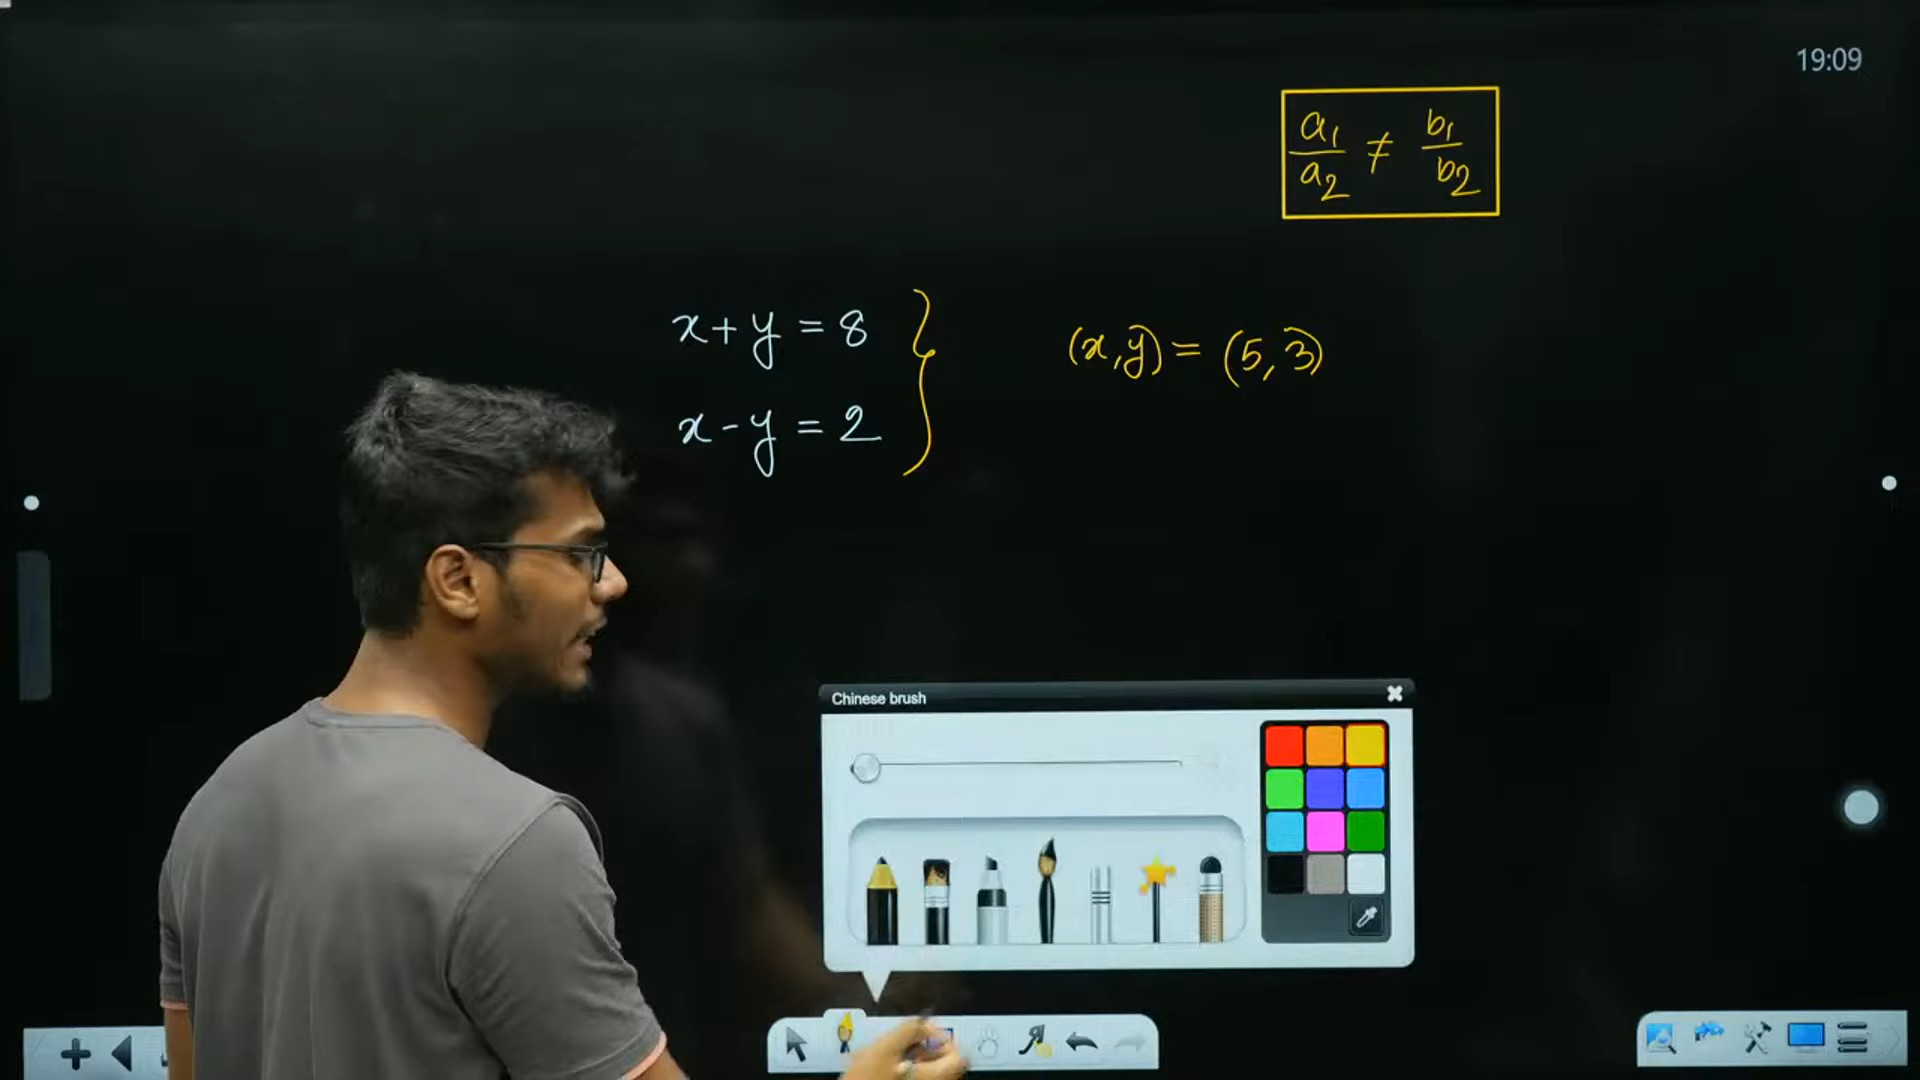 19:09
a₁/a₂ ≠ b₁/b₂
x+y = 8
x-y = 2
(x,y) = (5,3)
Chinese brush